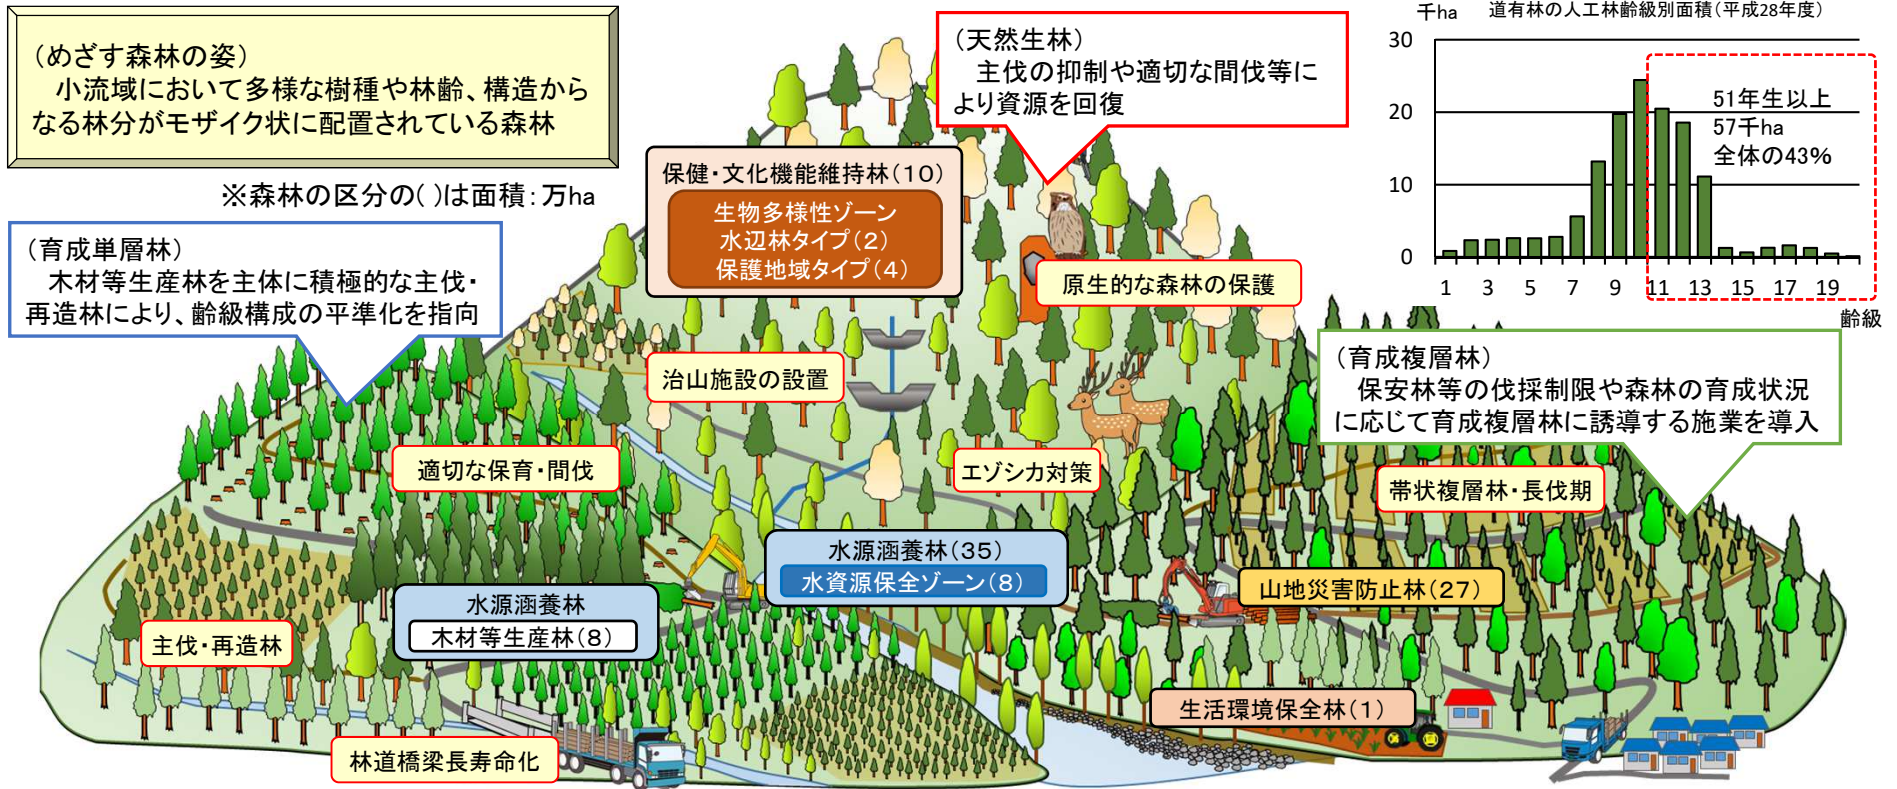 （めざす森林の姿）
小流域において多様な樹種や林齢、構造から
なる林分がモザイク状に配置されている森林
※森林の区分の( )は面積：万ha
（育成単層林）
木材等生産林を主体に積極的な主伐・
再造林により、齢級構成の平準化を指向
（天然生林）
主伐の抑制や適切な間伐等に
より資源を回復
保健・文化機能維持林（10）
生物多様性ゾーン
水辺林タイプ（2）
保護地域タイプ（4）
原生的な森林の保護
千ha
道有林の人工林齢級別面積（平成28年度）
30
20
10
0
51年生以上
57千ha
全体の43%
1 3 5 7 9 11 13 15 17 19
齢級
（育成複層林）
保安林等の伐採制限や森林の育成状況
に応じて育成複層林に誘導する施業を導入
治山施設の設置
適切な保育・間伐
エゾシカ対策
帯状複層林・長伐期
水源涵養林（35）
水資源保全ゾーン（8）
山地災害防止林（27）
水源涵養林
木材等生産林（8）
主伐・再造林
生活環境保全林（1）
林道橋梁長寿命化